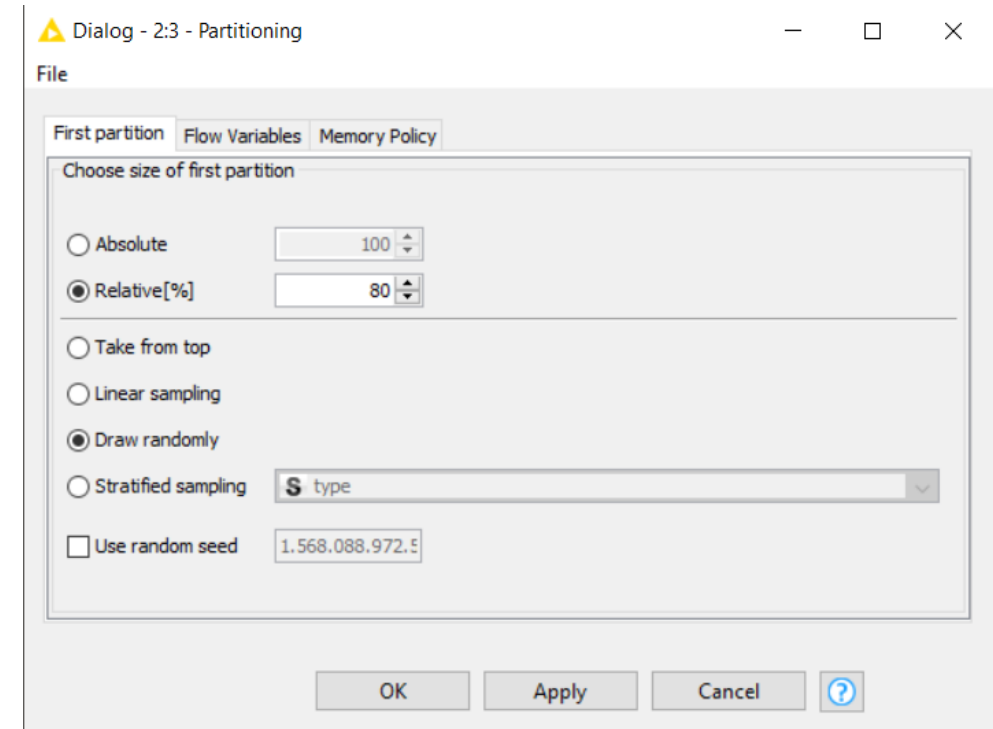 Dialog - 2:3 - Partitioning
File
First partition Flow Variables Memory Policy
Choose size of first partition
Absolute 100
Relative[%] 80
Take from top
Linear sampling
Draw randomly
Stratified sampling S type
Use random seed 1.568.088.972.5
OK Apply Cancel ?